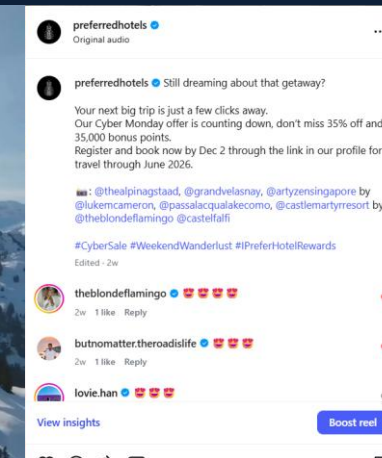 preferredhotels
Original audio
preferredhotels Still dreaming about that getaway?
Your next big trip is just a few clicks away.
Our Cyber Monday offer is counting down, don't miss 35% off and
35,000 bonus points.
Register and book now by Dec 2 through the link in our profile for
travel through June 2026.
📷: @thealpinagstaad, @grandvelasnay, @artyzensingapore by
@lukemcameron, @passalacqualakecomo, @castlemartyrresort by
@theblondeflamingo @castelfalfi
#CyberSale #WeekendWanderlust #IPreferHotelRewards
Edited · 2w
theblondeflamingo 😍 😍 😍 😍
2w 1 like Reply
butnomatter.theroadislife 😍 😍 😍
2w 1 like Reply
lovie.han 😍 😍 😍
View insights
Boost reel